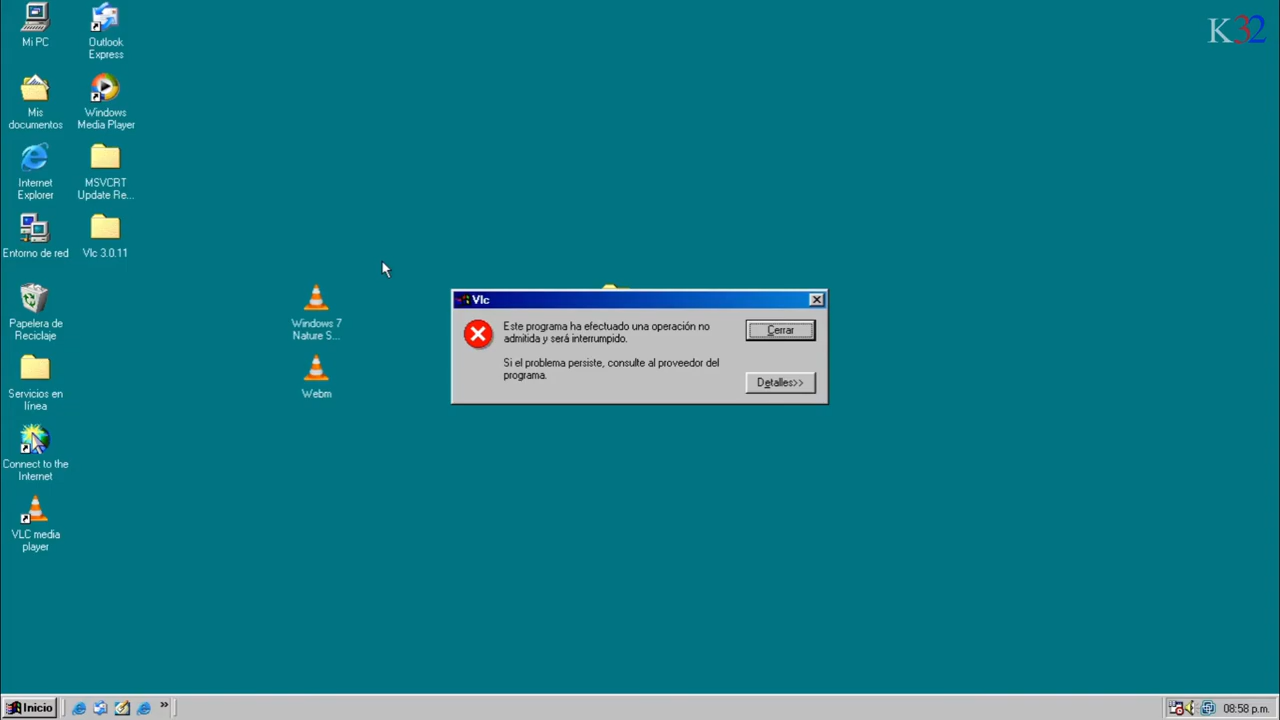 Mi PC
Outlook
Express
K32
Mis
documentos
Windows
Media Player
Internet
Explorer
MSVCRT
Update Re...
Entorno de red
Vlc 3.0.11
Papelera de
Reciclaje
Windows 7
Nature S...
Vlc
Este programa ha efectuado una operación no
admitida y será interrumpido.
Si el problema persiste, consulte al proveedor del
programa.
Cerrar
Detalles>>
Servicios en
línea
Webm
Connect to the
Internet
VLC media
player
Inicio
»
08:58 p.m.